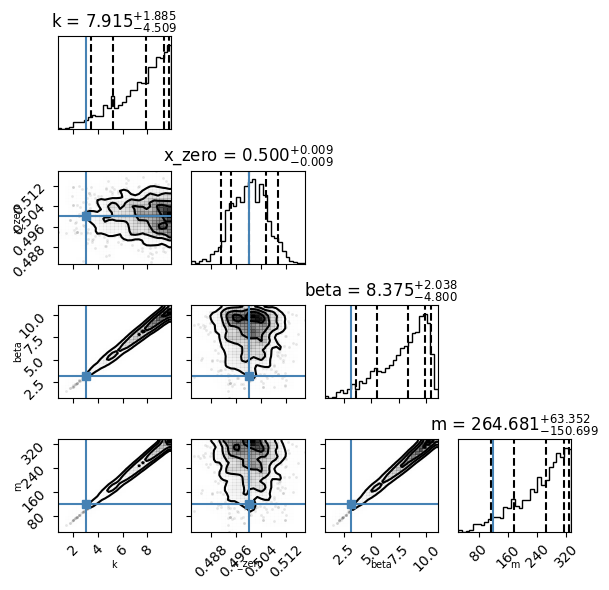 k = 7.915+1.885 −4.509
x_zero = 0.500+0.009 −0.009
0.512
0.504
0.496
0.488
beta = 8.375+2.038 −4.800
10.0
7.5
5.0
2.5
beta
m = 264.681+63.352 −150.699
320
240
160
80
m
2 4 6 8
k
0.488 0.496 0.504 0.512
2.5 5.0 7.5 10.0
beta
80 160 240 320
m